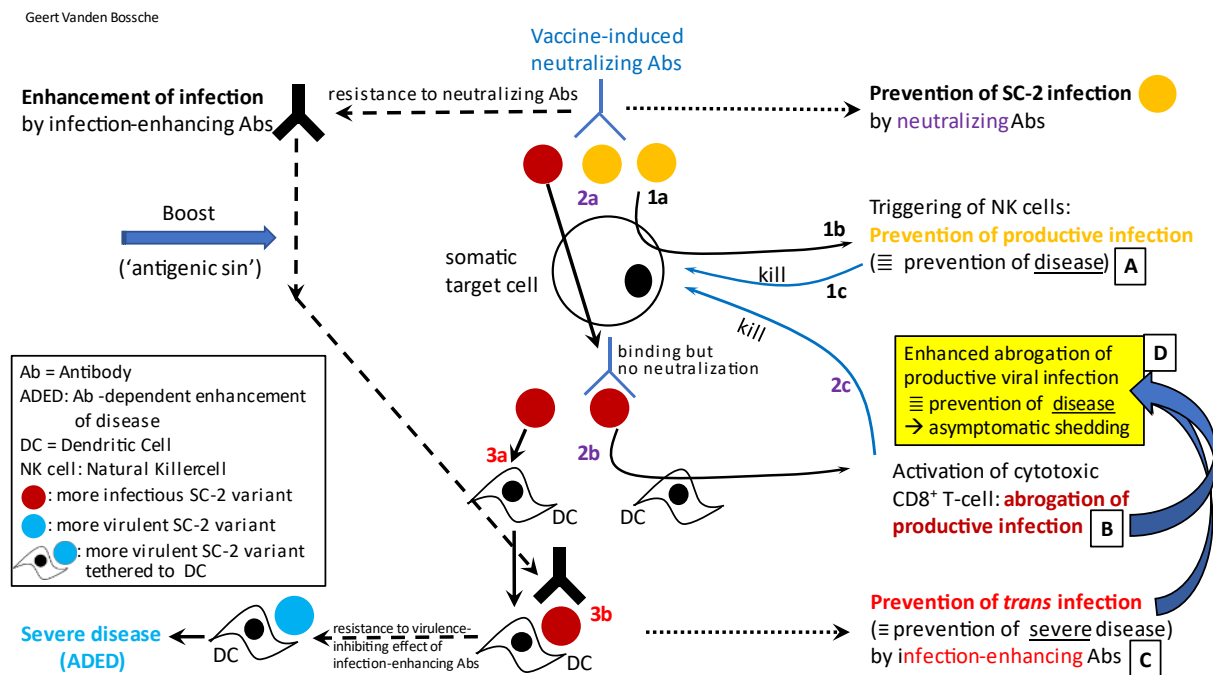 Geert Vanden Bossche
Vaccine-induced
neutralizing Abs
Enhancement of infection
by infection-enhancing Abs
resistance to neutralizing Abs
Prevention of SC-2 infection
by neutralizing Abs
2a
1a
Boost
('antigenic sin')
somatic
target cell
1b
Triggering of NK cells:
Prevention of productive infection
(≣ prevention of disease)
A
kill
1c
kill
binding but
no neutralization
2c
D
Enhanced abrogation of
productive viral infection
≣ prevention of disease
→ asymptomatic shedding
Ab = Antibody
ADED: Ab -dependent enhancement
of disease
DC = Dendritic Cell
NK cell: Natural Killercell
: more infectious SC-2 variant
: more virulent SC-2 variant
: more virulent SC-2 variant
tethered to DC
3a
2b
DC
DC
Activation of cytotoxic
CD8+ T-cell: abrogation of
productive infection
B
3b
Severe disease
(ADED)
DC
resistance to virulence-
inhibiting effect of
infection-enhancing Abs
DC
Prevention of trans infection
(≣ prevention of severe disease)
by infection-enhancing Abs
C